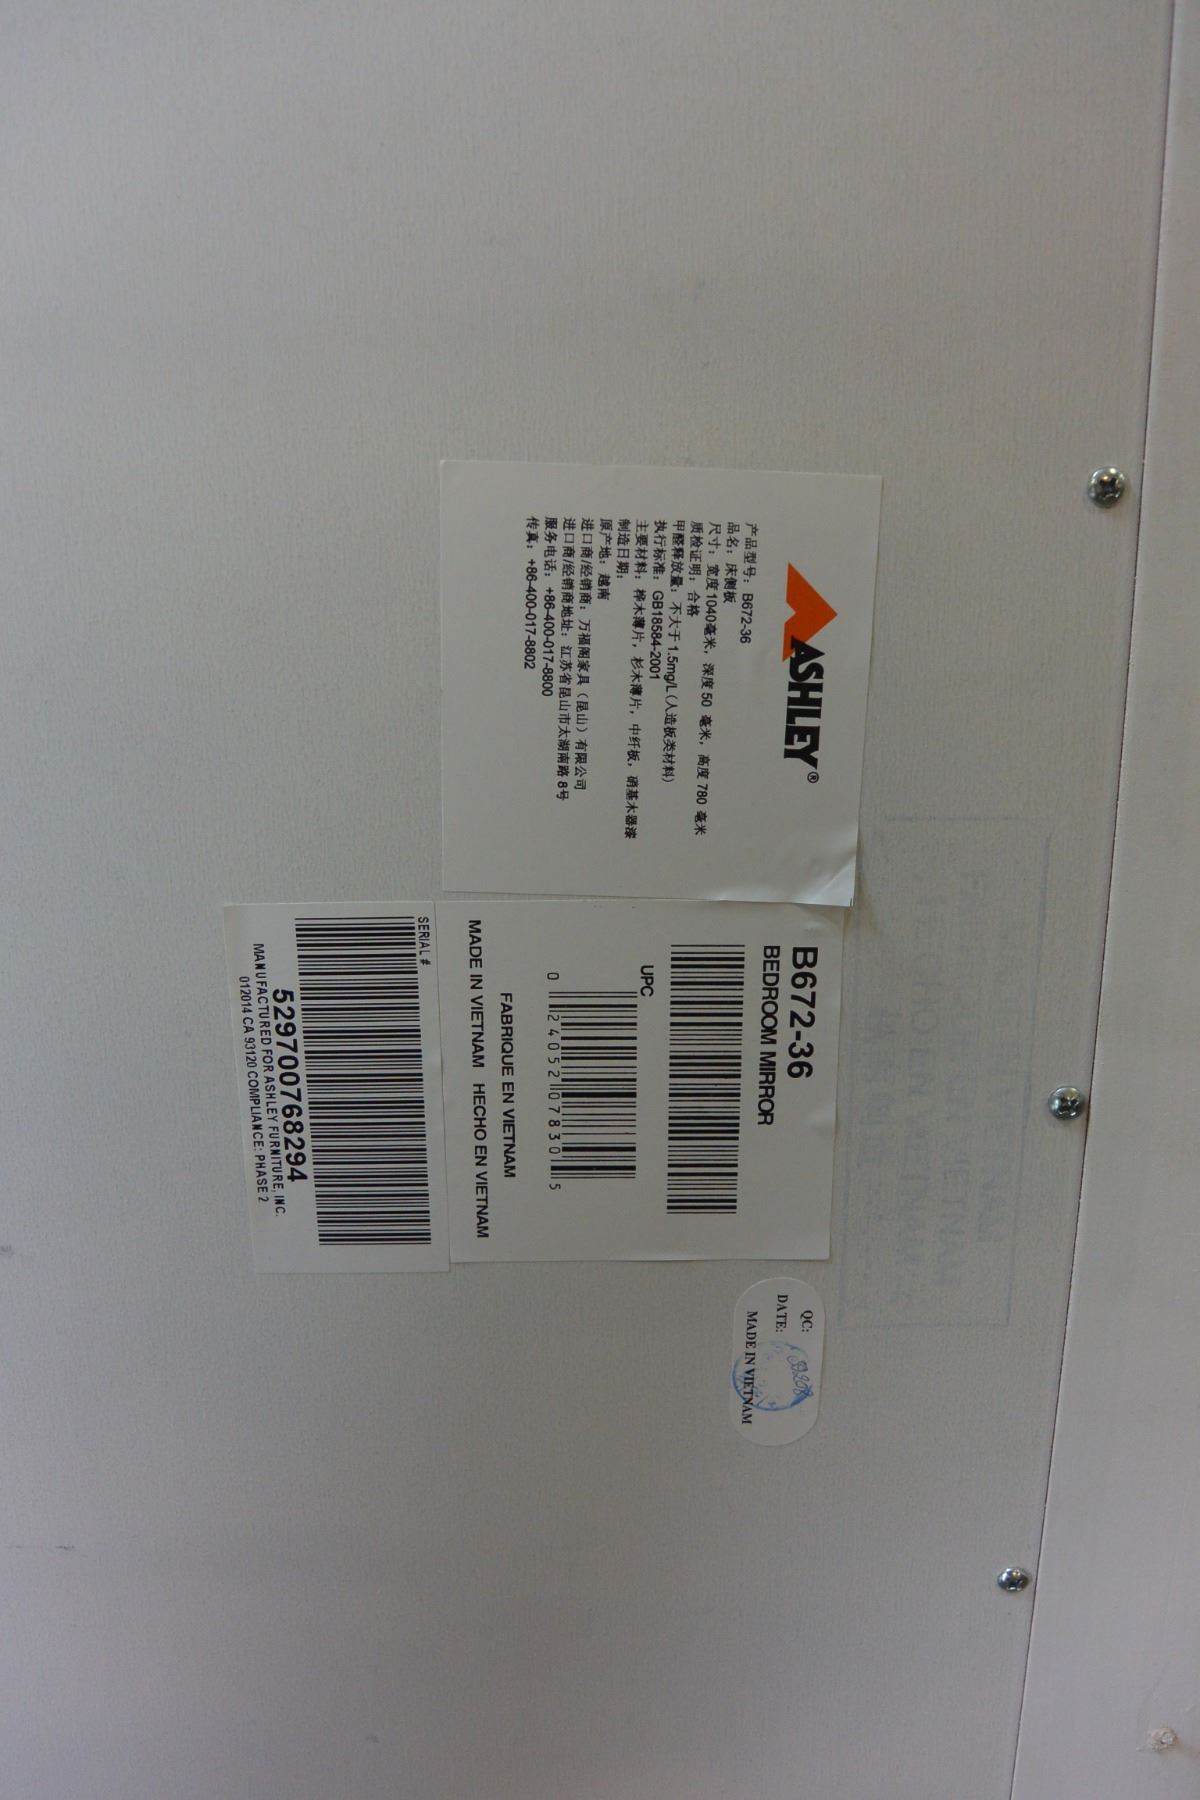 ASHLEY®
产品型号：B672-36
品名：床侧板
尺寸：宽度1040毫米，深度 50 毫米，高度 780 毫米
质检证明：合格
甲醛释放量：不大于 1.5mg/L（人造板类材料）
执行标准：GB18584-2001
主要材料：桦木薄片，杉木薄片，中纤板，硝基木器漆
制造日期：
原产地：越南
进口商/经销商：万福阁家具（昆山）有限公司
进口商/经销商地址：江苏省昆山市太湖南路 8号
服务电话：+86-400-017-8800
传真：+86-400-017-8802
B672-36
BEDROOM MIRROR
UPC
0 24052 07830 5
FABRIQUE EN VIETNAM
MADE IN VIETNAM HECHO EN VIETNAM
SERIAL #
529700768294
MANUFACTURED FOR ASHLEY FURNITURE, INC.
012014 CA 93120 COMPLIANCE: PHASE 2
QC:
DATE:
MADE IN VIETNAM